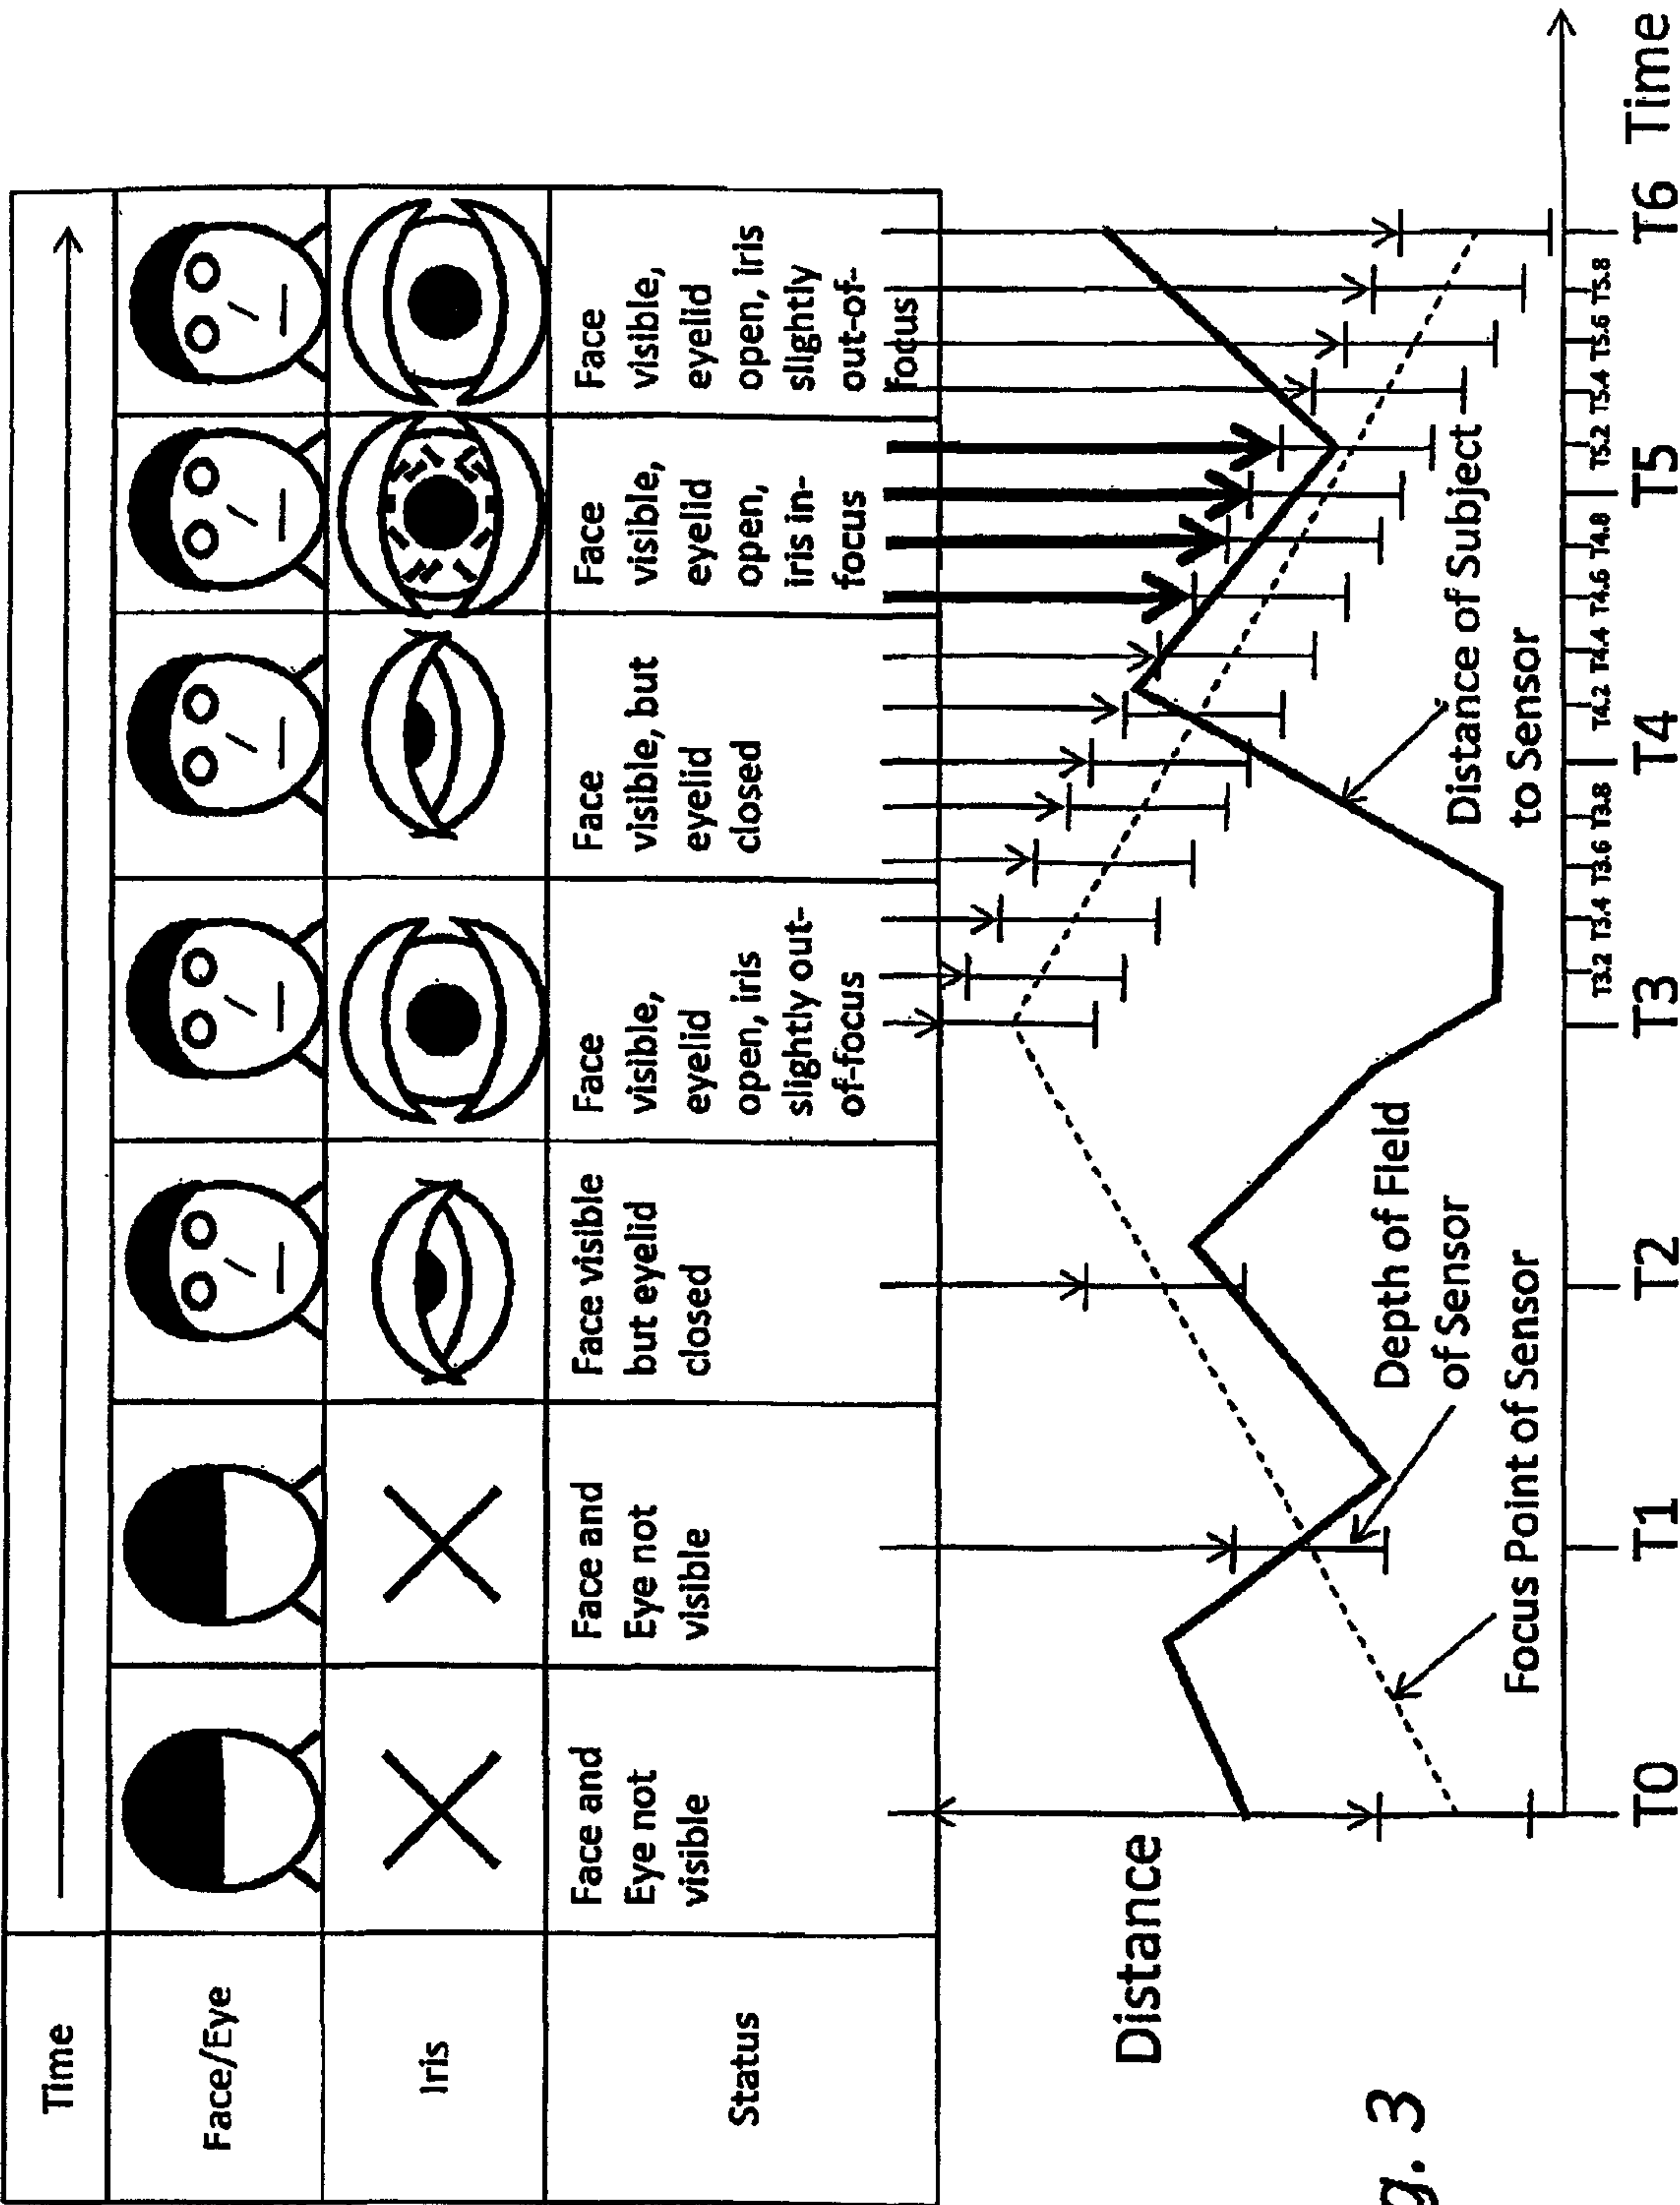 Time
Face/Eye
Iris
Status
Face and
Eye not
visible
Face and
Eye not
visible
Face visible
but eyelid
closed
Face
visible,
eyelid
open, iris
slightly out-
of-focus
Face
visible, but
eyelid
closed
Face
visible,
eyelid
open,
iris in-
focus
Face
visible,
eyelid
open, iris
slightly
out-of-
focus
Distance
Depth of Field
of Sensor
Focus Point of Sensor
Distance of Subject
to Sensor
T0 T1 T2 T3 T3.2 T3.4 T3.6 T3.8 T4 T4.2 T4.4 T4.6 T4.8 T5 T5.2 T5.4 T5.6 T5.8 T6 Time
g. 3